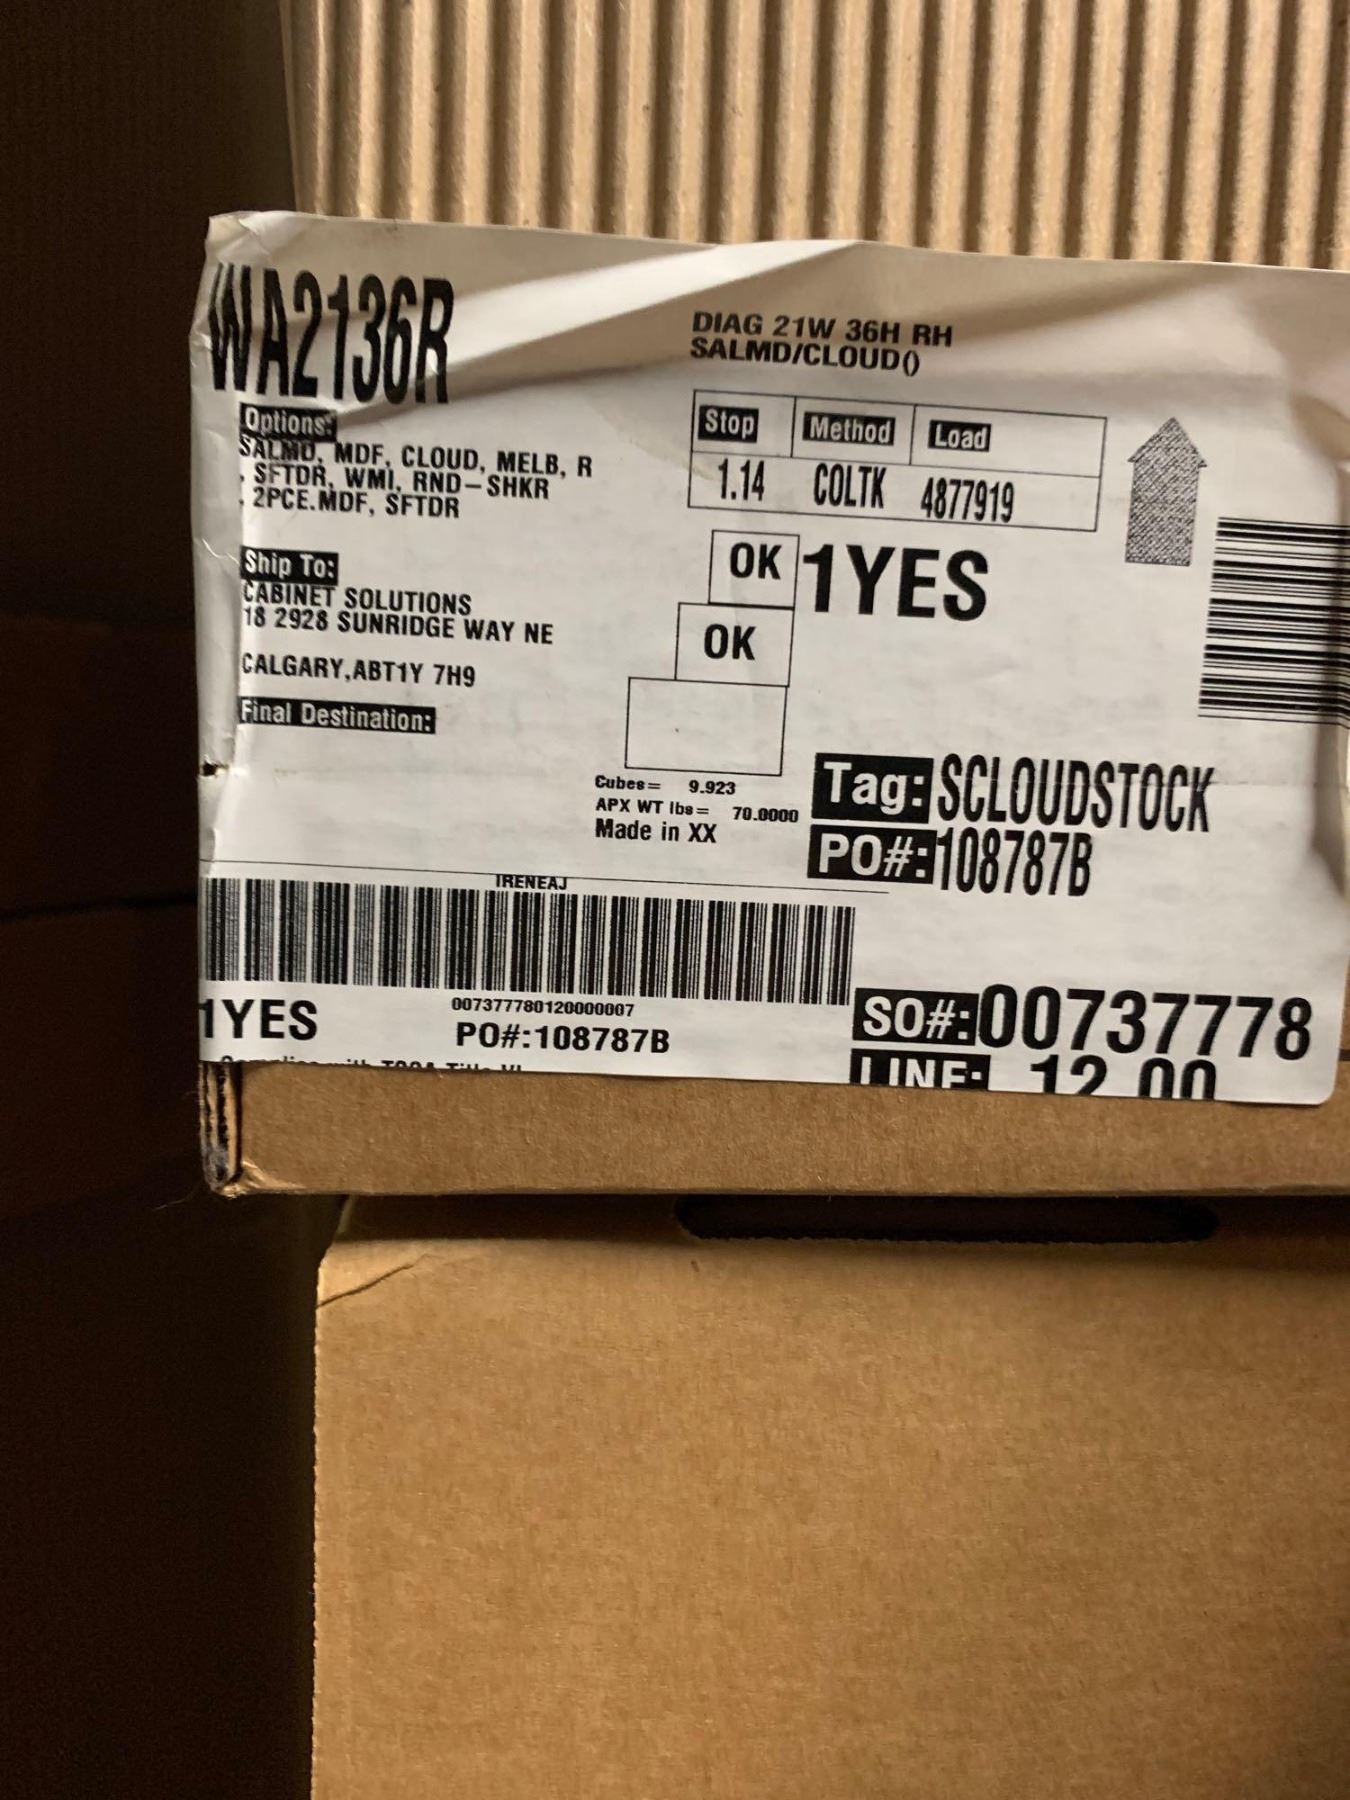 WA2136R
DIAG 21W 36H RH
SALMD/CLOUD()
Options:
SALMD, MDF, CLOUD, MELB, R
, SFTDR, WMI, RND-SHKR
, 2PCE.MDF, SFTDR
Stop Method Load
1.14 COLTK 4877919
Ship To:
CABINET SOLUTIONS
18 2928 SUNRIDGE WAY NE
CALGARY,ABT1Y 7H9
Final Destination:
OK 1YES
OK
Cubes= 9.923
APX WT lbs= 70.0000
Made in XX
Tag: SCLOUDSTOCK
PO#: 108787B
IRENEAJ
007377780120000007
1YES PO#:108787B
SO#: 00737778
LINE: 12.00